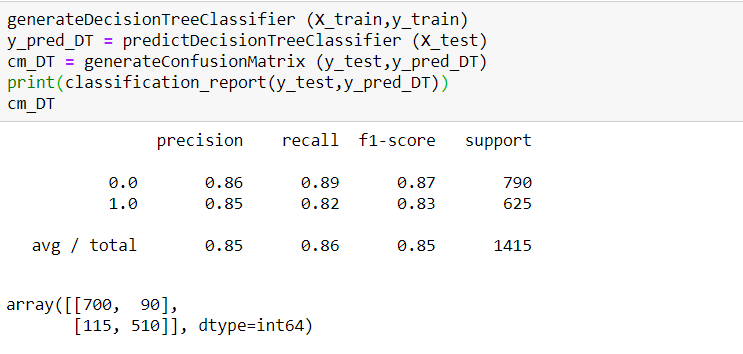 generateDecisionTreeClassifier (X_train,y_train)
y_pred_DT = predictDecisionTreeClassifier (X_test)
cm_DT = generateConfusionMatrix (y_test,y_pred_DT)
print(classification_report(y_test,y_pred_DT))
cm_DT
precision recall f1-score support
0.0 0.86 0.89 0.87 790
1.0 0.85 0.82 0.83 625
avg / total 0.85 0.86 0.85 1415
array([[700, 90],
[115, 510]], dtype=int64)